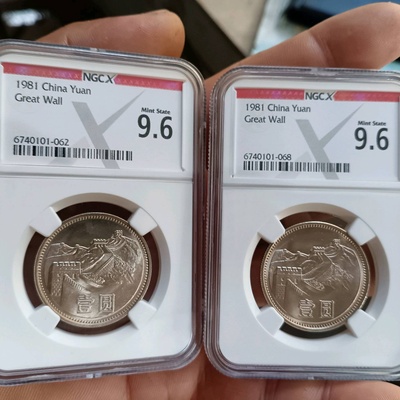 NGCX
1981 China Yuan
Great Wall
Mint State
9.6
6740101-062
壹圆
NGCX
1981 China Yuan
Great Wall
Mint State
9.6
6740101-068
壹圆